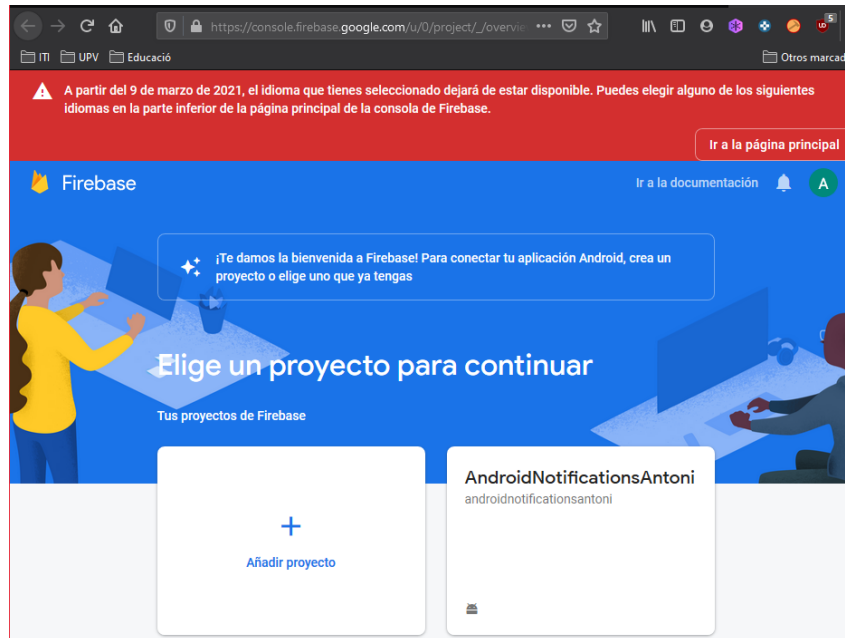 https://console.firebase.google.com/u/0/project/_/overvie
5
UD
ITI
UPV
Educació
Otros marcad
A partir del 9 de marzo de 2021, el idioma que tienes seleccionado dejará de estar disponible. Puedes elegir alguno de los siguientes
idiomas en la parte inferior de la página principal de la consola de Firebase.
Ir a la página principal
Firebase
Ir a la documentación
A
¡Te damos la bienvenida a Firebase! Para conectar tu aplicación Android, crea un
proyecto o elige uno que ya tengas
Elige un proyecto para continuar
Tus proyectos de Firebase
AndroidNotificationsAntoni
androidnotificationsantoni
Añadir proyecto